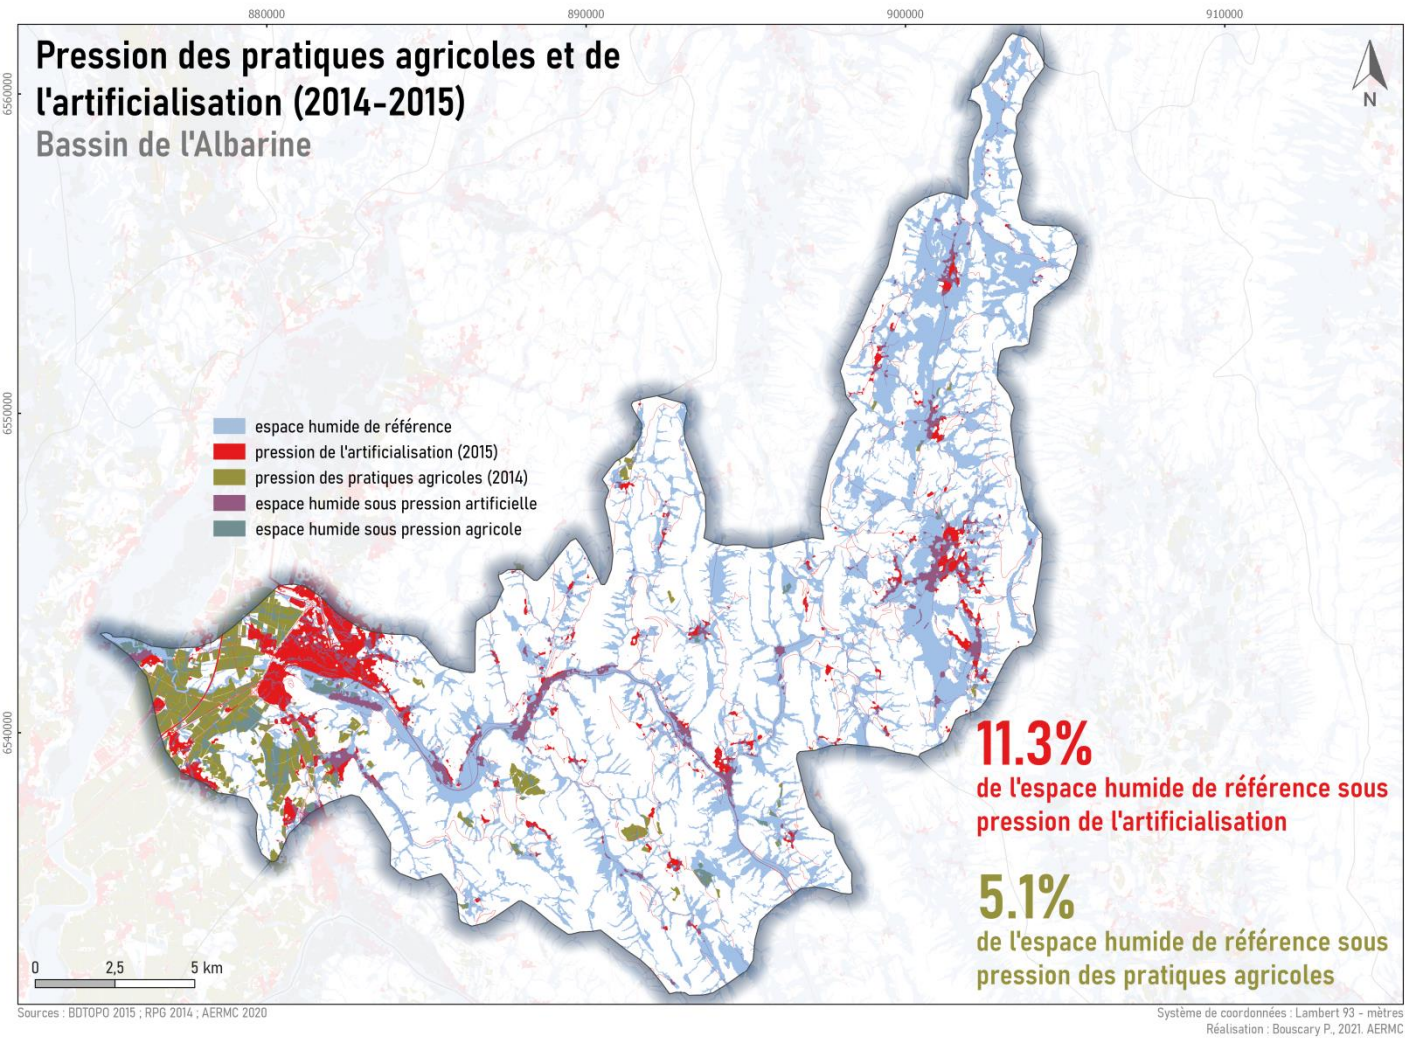 880000
890000
900000
910000
Pression des pratiques agricoles et de
l'artificialisation (2014-2015)
Bassin de l'Albarine
N
6560000
6550000
6540000
espace humide de référence
pression de l'artificialisation (2015)
pression des pratiques agricoles (2014)
espace humide sous pression artificielle
espace humide sous pression agricole
11.3%
de l'espace humide de référence sous
pression de l'artificialisation
5.1%
de l'espace humide de référence sous
pression des pratiques agricoles
0 2,5 5 km
Sources : BDTOPO 2015 ; RPG 2014 ; AERMC 2020
Système de coordonnées : Lambert 93 - mètres
Réalisation : Bouscary P., 2021. AERMC